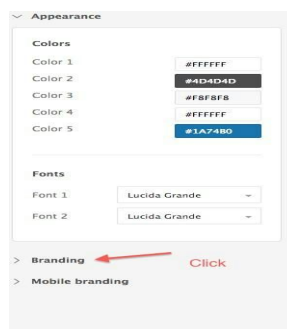 Appearance
Colors
Color 1 #FFFFFF
Color 2 #4D4D4D
Color 3 #F8F8F8
Color 4 #FFFFFF
Color 5 #1A74B0
Fonts
Font 1 Lucida Grande
Font 2 Lucida Grande
Branding Click
Mobile branding